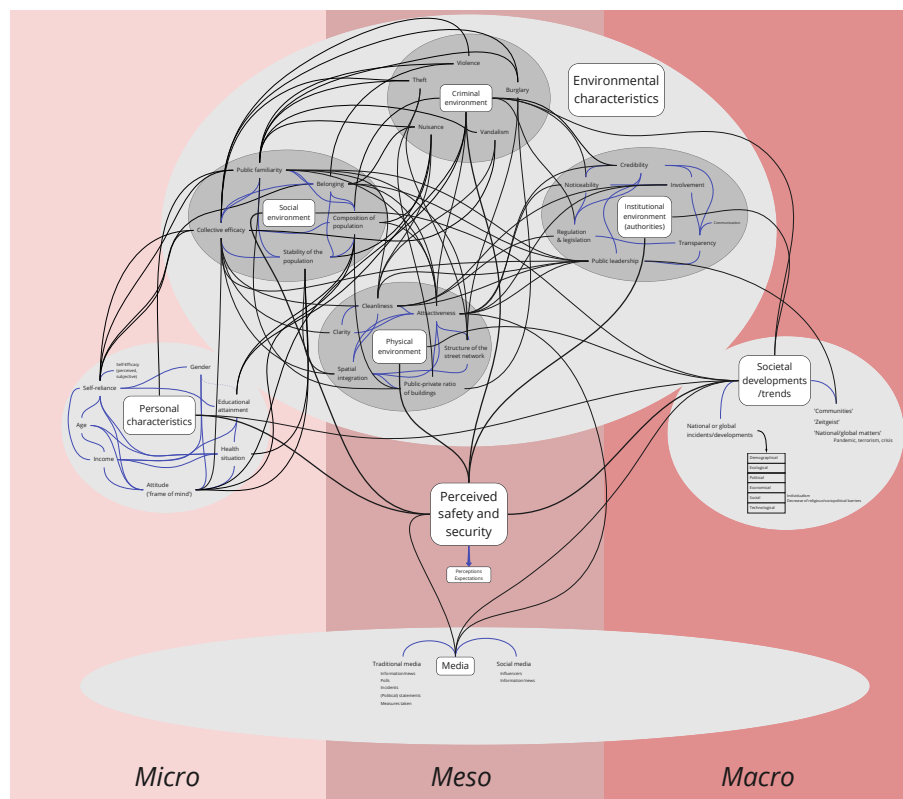 Environmental
characteristics
Violence
Theft
Burglary
Criminal
environment
Nuisance
Vandalism
Public familiarity
Belonging
Social
environment
Composition of
population
Collective efficacy
Stability of the
population
Credibility
Noticeability
Involvement
Institutional
environment
(authorities)
Communication
Regulation
& legislation
Transparency
Public leadership
Cleanliness
Attractiveness
Clarity
Physical
environment
Structure of the
street network
Spatial
integration
Public-private ratio
of buildings
Self-Efficacy
(perceived,
subjective)
Gender
Self-reliance
Personal
characteristics
Educational
attainment
Age
Income
Health
situation
Attitude
('frame of mind')
Societal
developments
/trends
'Communities'
'Zeitgeist'
'National/global matters'
Pandemic, terrorism, crisis
National or global
incidents/developments
Demographical
Ecological
Political
Economical
Social
Technological
Individualism
Decrease of religious/sociopolitical barriers
Perceived
safety and
security
Perceptions
Expectations
Media
Traditional media
Information/news
Polls
Incidents
(Political) statements
Measures taken
Social media
Influencers
Information/news
Micro
Meso
Macro